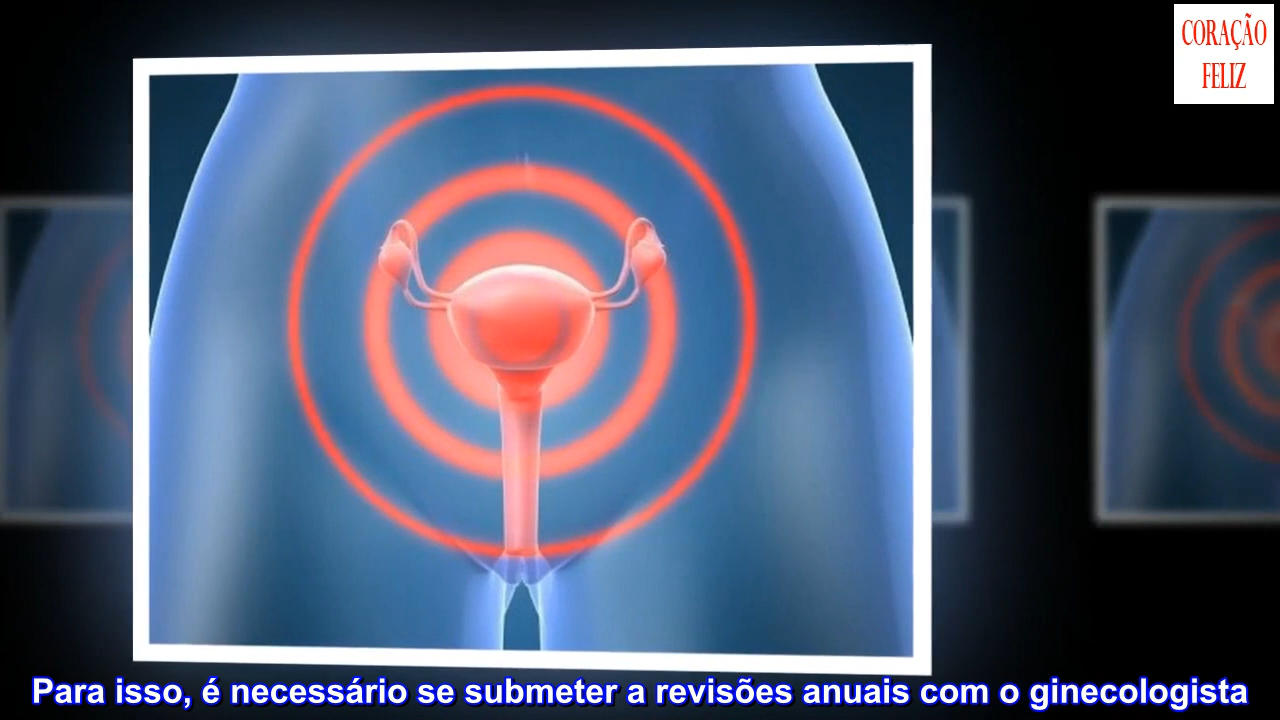 CORAÇÃO
FELIZ
Para isso, é necessário se submeter a revisões anuais com o ginecologista